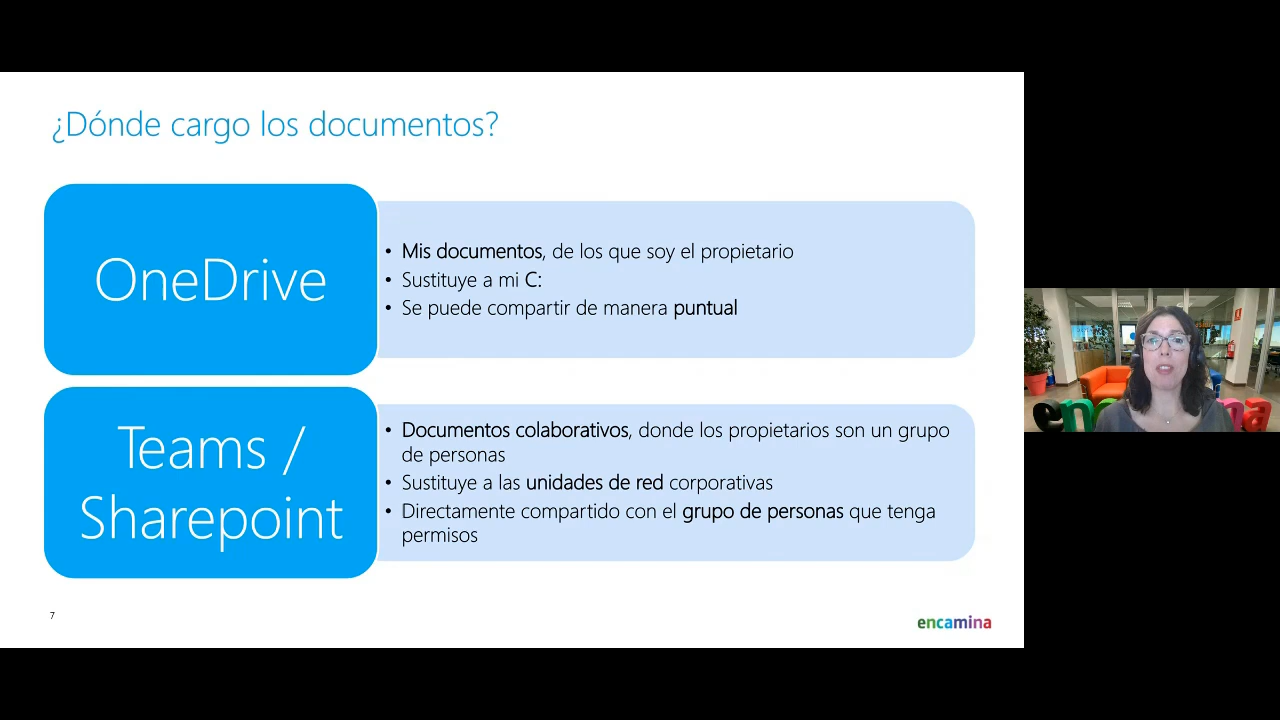 ¿Dónde cargo los documentos?
OneDrive
• Mis documentos, de los que soy el propietario
• Sustituye a mi C:
• Se puede compartir de manera puntual
Teams /
Sharepoint
• Documentos colaborativos, donde los propietarios son un grupo
de personas
• Sustituye a las unidades de red corporativas
• Directamente compartido con el grupo de personas que tenga
permisos
7
encamina